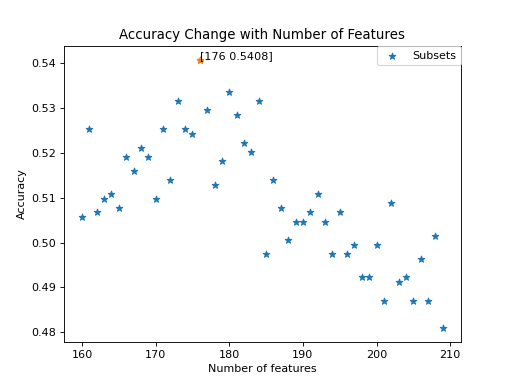 Accuracy Change with Number of Features
[176 0.5408]
Subsets
Accuracy
0.54
0.53
0.52
0.51
0.50
0.49
0.48
160 170 180 190 200 210
Number of features